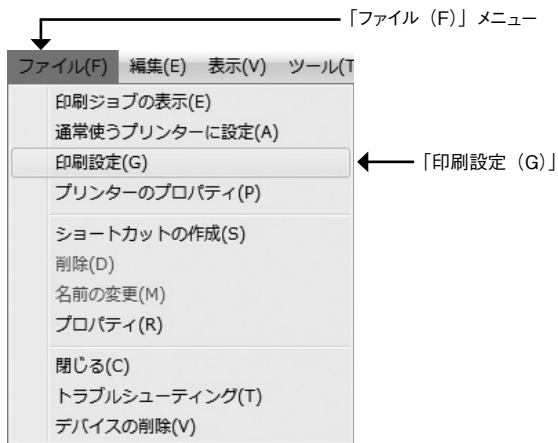 「ファイル（F）」メニュー
ファイル(F) 編集(E) 表示(V) ツール(T
印刷ジョブの表示(E)
通常使うプリンターに設定(A)
印刷設定(G)
「印刷設定（G）」
プリンターのプロパティ(P)
ショートカットの作成(S)
削除(D)
名前の変更(M)
プロパティ(R)
閉じる(C)
トラブルシューティング(T)
デバイスの削除(V)